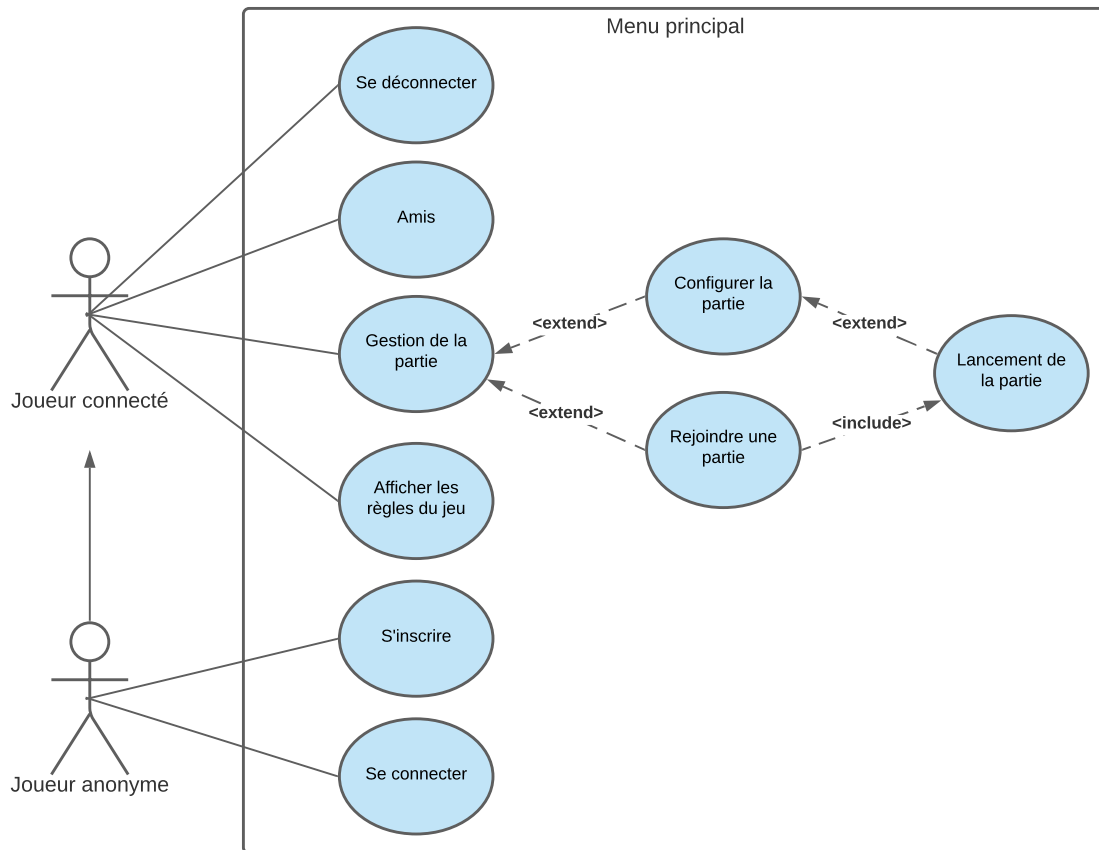 Menu principal
Se déconnecter
Amis
Configurer la
partie
<extend>
<extend>
Gestion de la
partie
Lancement de
la partie
Joueur connecté
<extend>
<include>
Rejoindre une
partie
Afficher les
règles du jeu
S'inscrire
Se connecter
Joueur anonyme